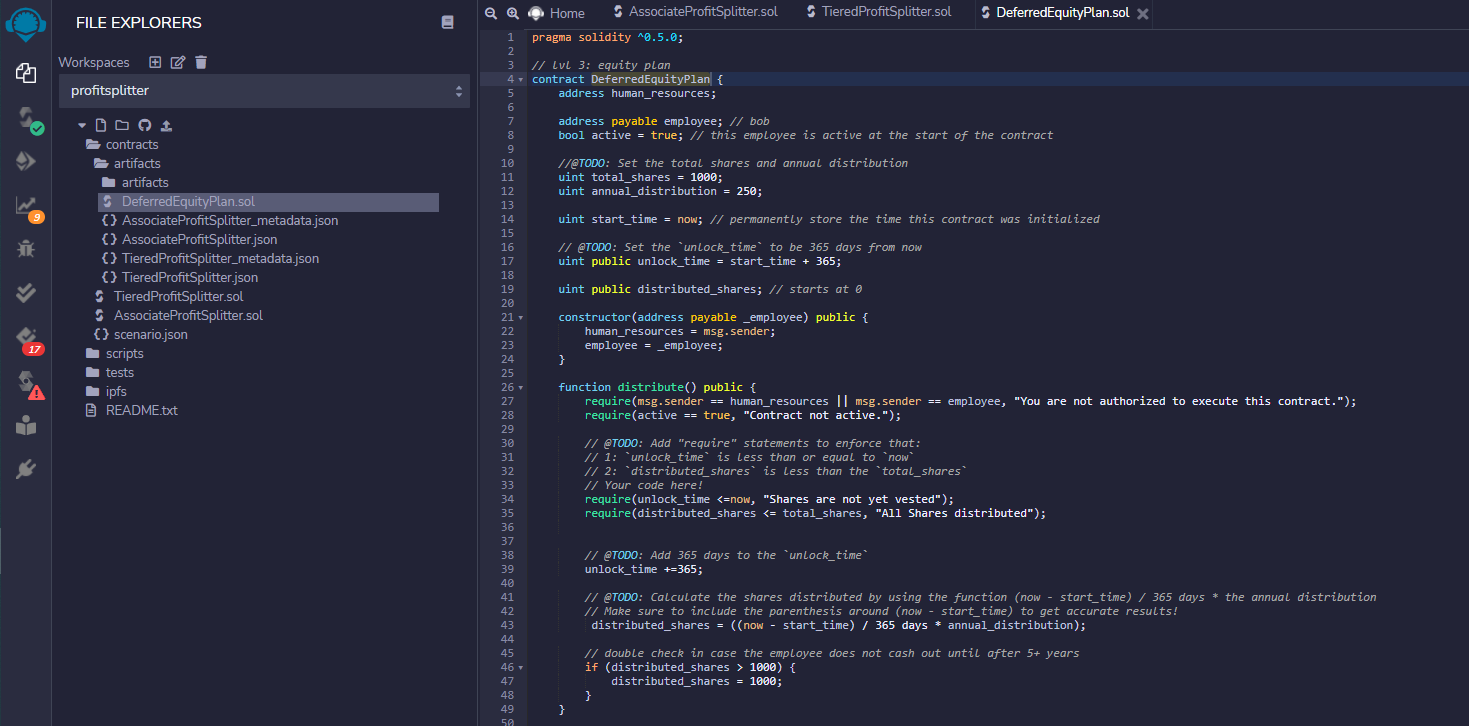 FILE EXPLORERS
Workspaces
profitsplitter
contracts
artifacts
artifacts
DeferredEquityPlan.sol
AssociateProfitSplitter_metadata.json
AssociateProfitSplitter.json
TieredProfitSplitter_metadata.json
TieredProfitSplitter.json
TieredProfitSplitter.sol
AssociateProfitSplitter.sol
scenario.json
scripts
tests
ipfs
README.txt
9
17
Home
AssociateProfitSplitter.sol
TieredProfitSplitter.sol
DeferredEquityPlan.sol
1 pragma solidity ^0.5.0;
2
3 // lvl 3: equity plan
4 contract DeferredEquityPlan {
5 address human_resources;
6
7 address payable employee; // bob
8 bool active = true; // this employee is active at the start of the contract
9
10 //@TODO: Set the total shares and annual distribution
11 uint total_shares = 1000;
12 uint annual_distribution = 250;
13
14 uint start_time = now; // permanently store the time this contract was initialized
15
16 // @TODO: Set the `unlock_time` to be 365 days from now
17 uint public unlock_time = start_time + 365;
18
19 uint public distributed_shares; // starts at 0
20
21 constructor(address payable _employee) public {
22 human_resources = msg.sender;
23 employee = _employee;
24 }
25
26 function distribute() public {
27 require(msg.sender == human_resources || msg.sender == employee, "You are not authorized to execute this contract.");
28 require(active == true, "Contract not active.");
29
30 // @TODO: Add "require" statements to enforce that:
31 // 1: `unlock_time` is less than or equal to `now`
32 // 2: `distributed_shares` is less than the `total_shares`
33 // Your code here!
34 require(unlock_time <=now, "Shares are not yet vested");
35 require(distributed_shares <= total_shares, "All Shares distributed");
36
37
38 // @TODO: Add 365 days to the `unlock_time`
39 unlock_time +=365;
40
41 // @TODO: Calculate the shares distributed by using the function (now - start_time) / 365 days * the annual distribution
42 // Make sure to include the parenthesis around (now - start_time) to get accurate results!
43 distributed_shares = ((now - start_time) / 365 days * annual_distribution);
44
45 // double check in case the employee does not cash out until after 5+ years
46 if (distributed_shares > 1000) {
47 distributed_shares = 1000;
48 }
49 }
50